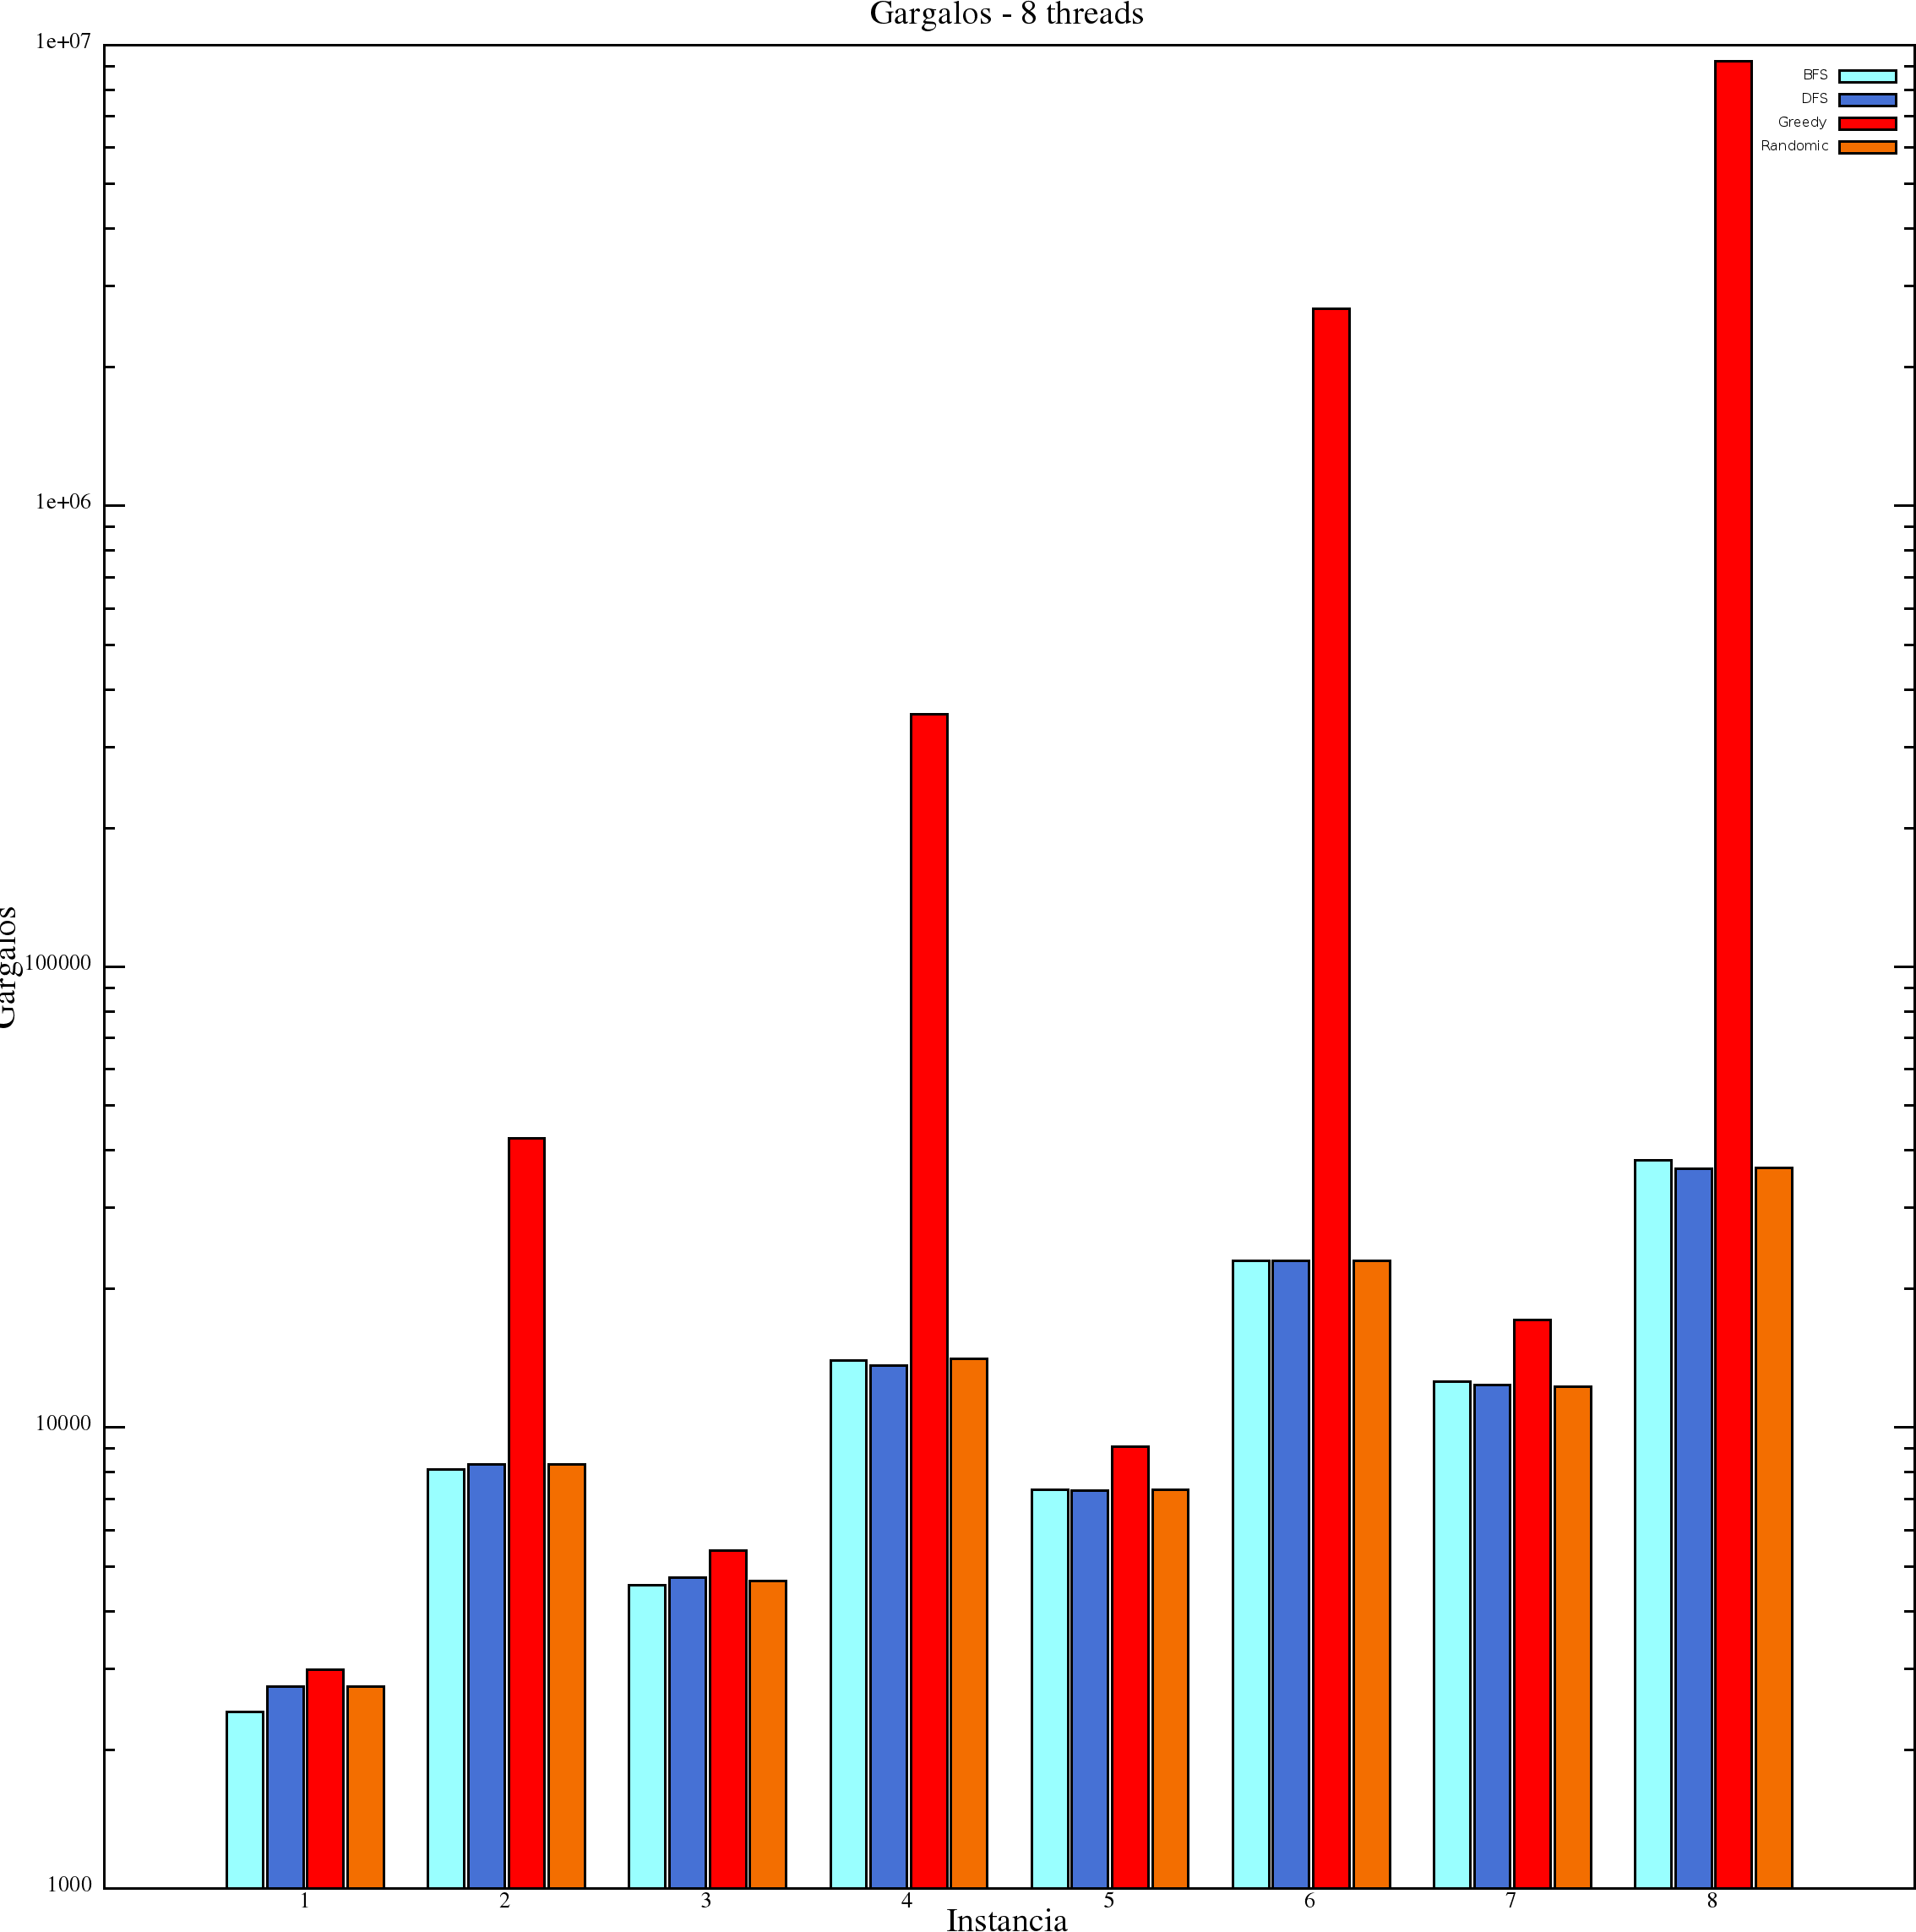 Gargalos - 8 threads
1e+07
1e+06
100000
10000
1000
Gargalos
BFS
DFS
Greedy
Randomic
1 2 3 4 5 6 7 8
Instancia